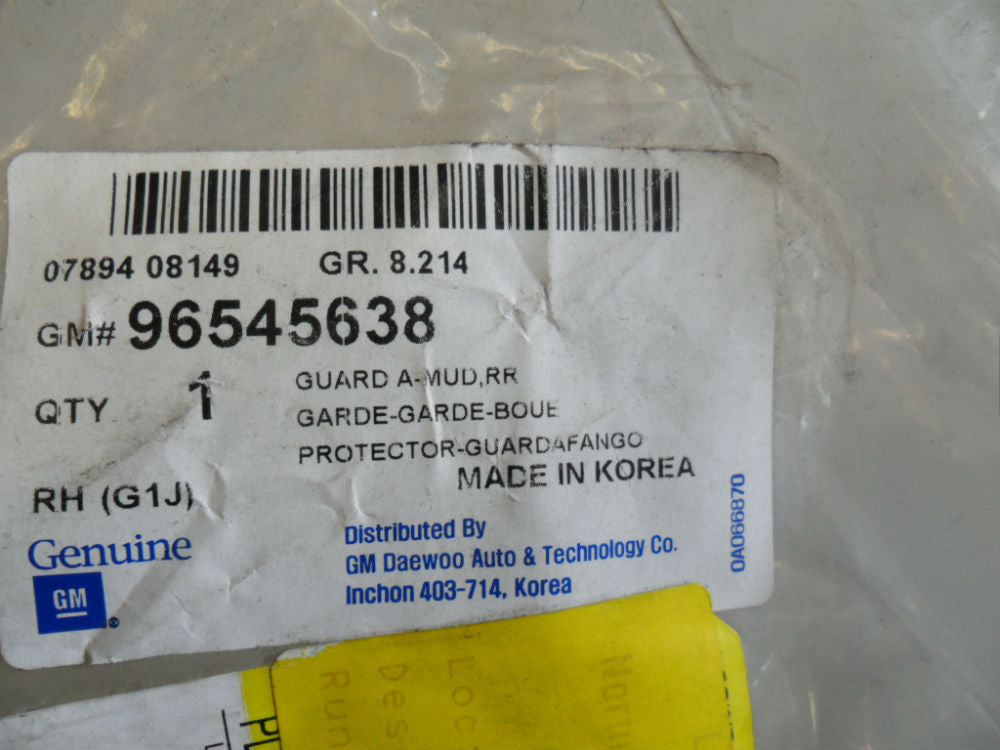 07894 08149 GR. 8.214
GM# 96545638
QTY 1
GUARD A-MUD,RR
GARDE-GARDE-BOUE
PROTECTOR-GUARDAFANGO
MADE IN KOREA
RH (G1J)
Genuine
GM
Distributed By
GM Daewoo Auto & Technology Co.
Inchon 403-714, Korea
0A066870